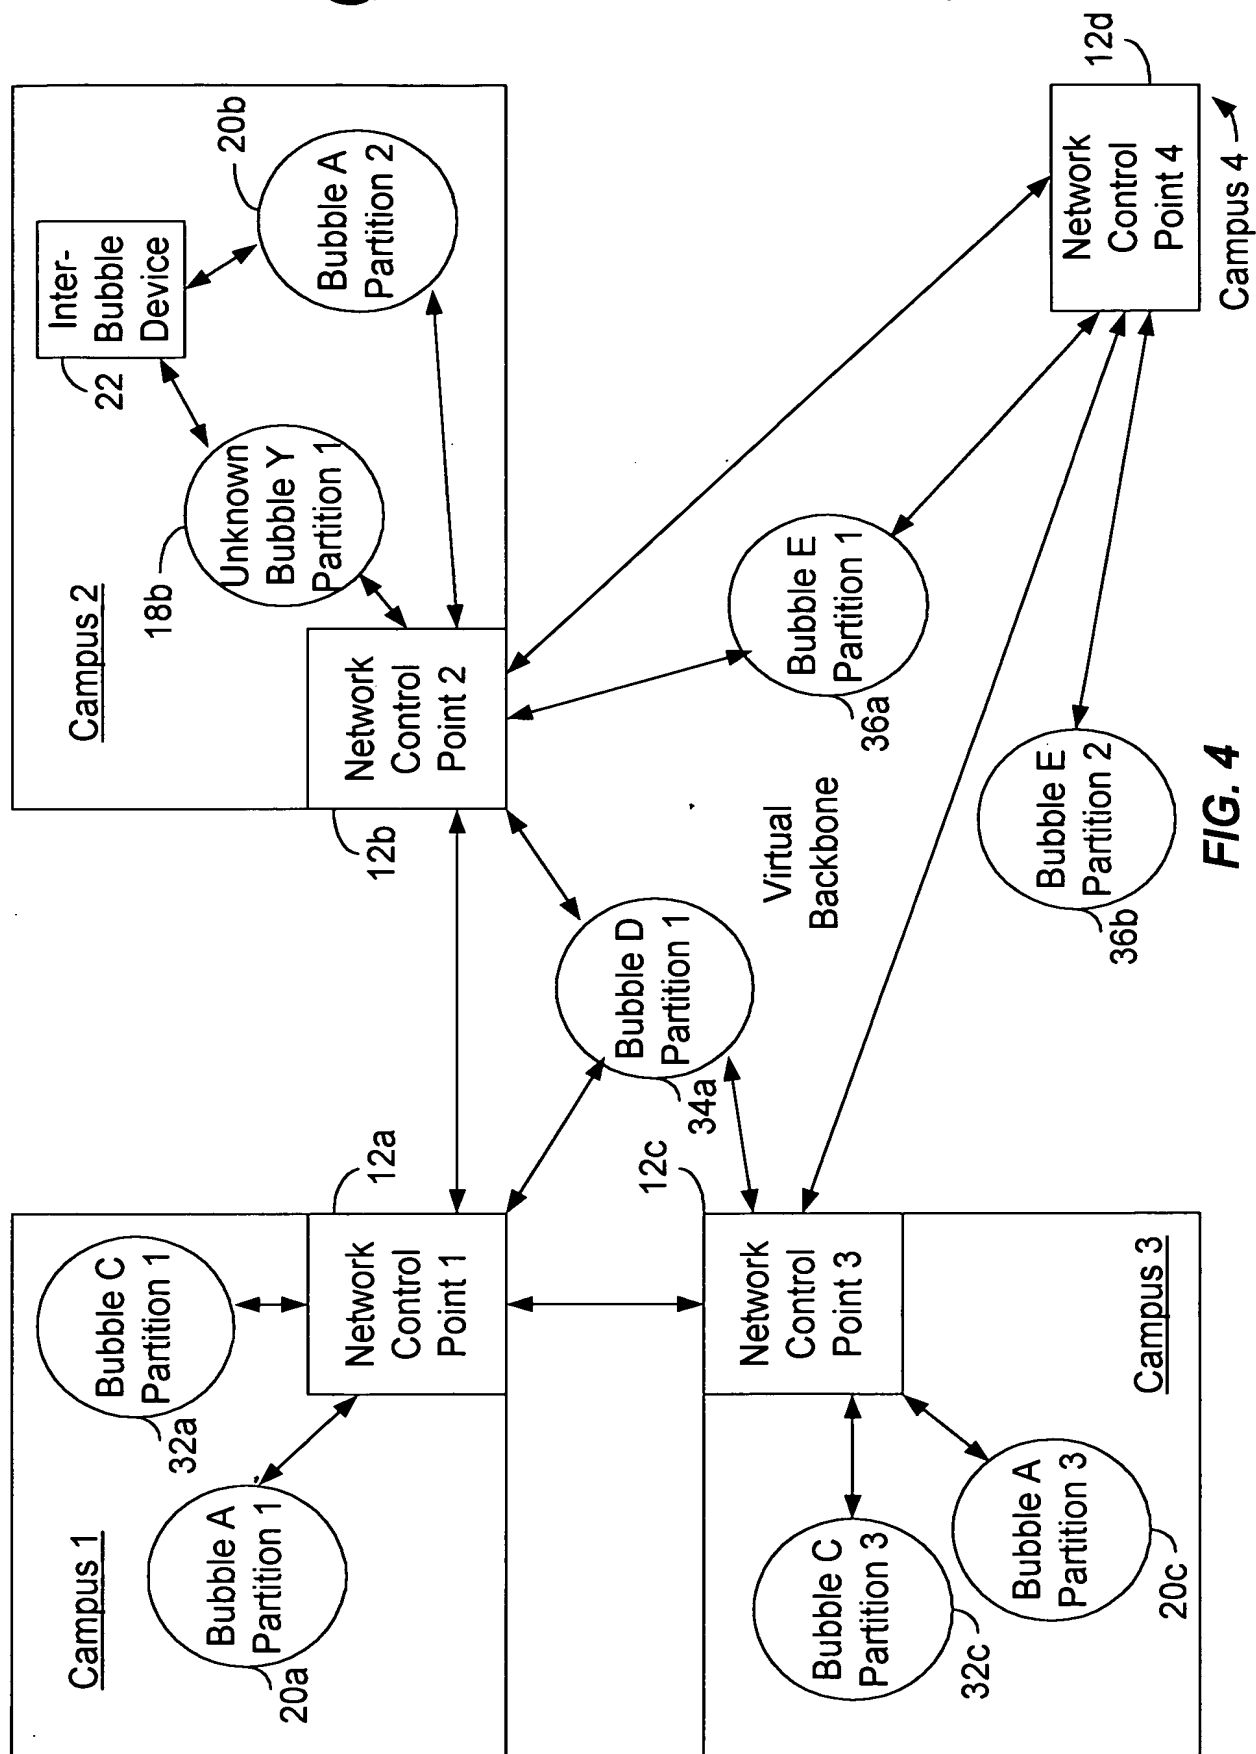 Campus 1
Bubble A
Partition 1
20a
Bubble C
Partition 1
32a
Network
Control
Point 1
12a
Campus 2
Network
Control
Point 2
12b
Unknown
Bubble Y
Partition 1
18b
Inter-
Bubble
Device
22
Bubble A
Partition 2
20b
Bubble D
Partition 1
34a
Virtual
Backbone
Bubble E
Partition 1
36a
Campus 3
Network
Control
Point 3
12c
Bubble C
Partition 3
32c
Bubble A
Partition 3
20c
Bubble E
Partition 2
36b
Network
Control
Point 4
12d
Campus 4
FIG. 4